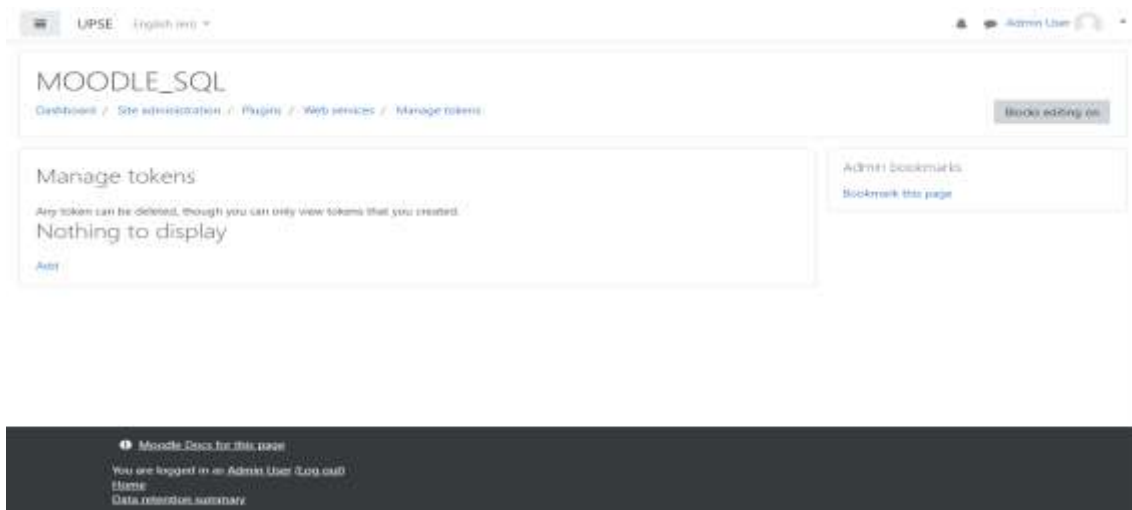 UPSE English (en)
Admin User
MOODLE_SQL
Dashboard / Site administration / Plugins / Web services / Manage tokens
Blocks editing on
Manage tokens
Any token can be deleted, though you can only view tokens that you created.
Nothing to display
Add
Admin bookmarks
Bookmark this page
Moodle Docs for this page
You are logged in as Admin User (Log out)
Home
Data retention summary